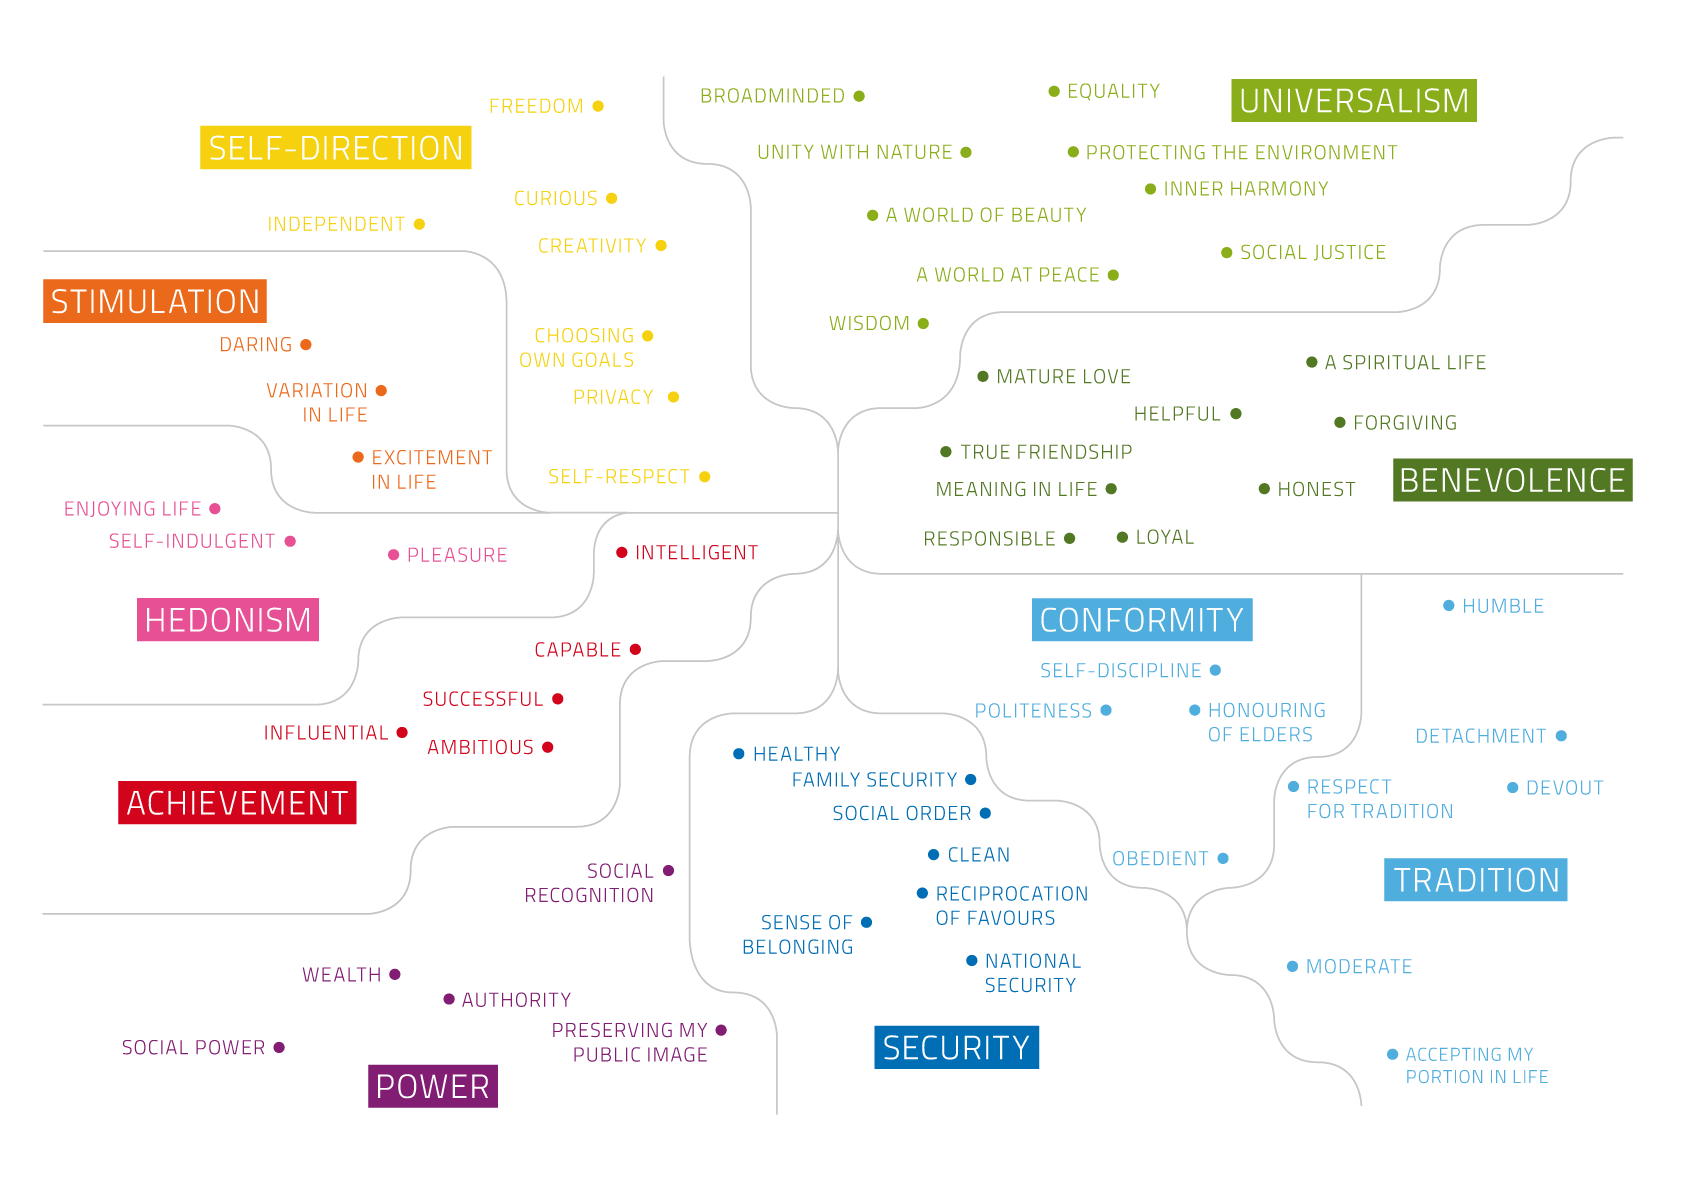 SELF-DIRECTION
FREEDOM
CURIOUS
INDEPENDENT
CREATIVITY
CHOOSING
OWN GOALS
PRIVACY
SELF-RESPECT
UNIVERSALISM
BROADMINDED
EQUALITY
UNITY WITH NATURE
PROTECTING THE ENVIRONMENT
INNER HARMONY
A WORLD OF BEAUTY
SOCIAL JUSTICE
A WORLD AT PEACE
WISDOM
STIMULATION
DARING
VARIATION
IN LIFE
EXCITEMENT
IN LIFE
BENEVOLENCE
A SPIRITUAL LIFE
MATURE LOVE
HELPFUL
FORGIVING
TRUE FRIENDSHIP
MEANING IN LIFE
HONEST
RESPONSIBLE
LOYAL
ENJOYING LIFE
SELF-INDULGENT
PLEASURE
HEDONISM
INTELLIGENT
CAPABLE
SUCCESSFUL
INFLUENTIAL
AMBITIOUS
ACHIEVEMENT
CONFORMITY
SELF-DISCIPLINE
POLITENESS
HONOURING
OF ELDERS
OBEDIENT
HUMBLE
DETACHMENT
RESPECT
FOR TRADITION
DEVOUT
TRADITION
MODERATE
ACCEPTING MY
PORTION IN LIFE
HEALTHY
FAMILY SECURITY
SOCIAL ORDER
CLEAN
RECIPROCATION
OF FAVOURS
SENSE OF
BELONGING
NATIONAL
SECURITY
SECURITY
SOCIAL
RECOGNITION
WEALTH
AUTHORITY
PRESERVING MY
PUBLIC IMAGE
SOCIAL POWER
POWER